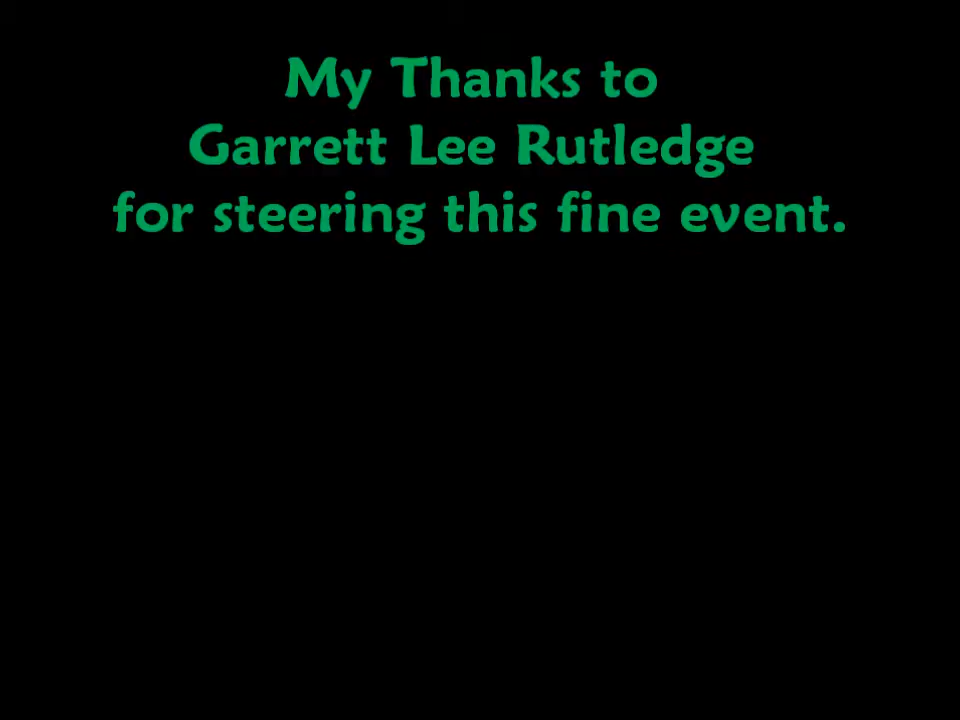 My Thanks to
Garrett Lee Rutledge
for steering this fine event.